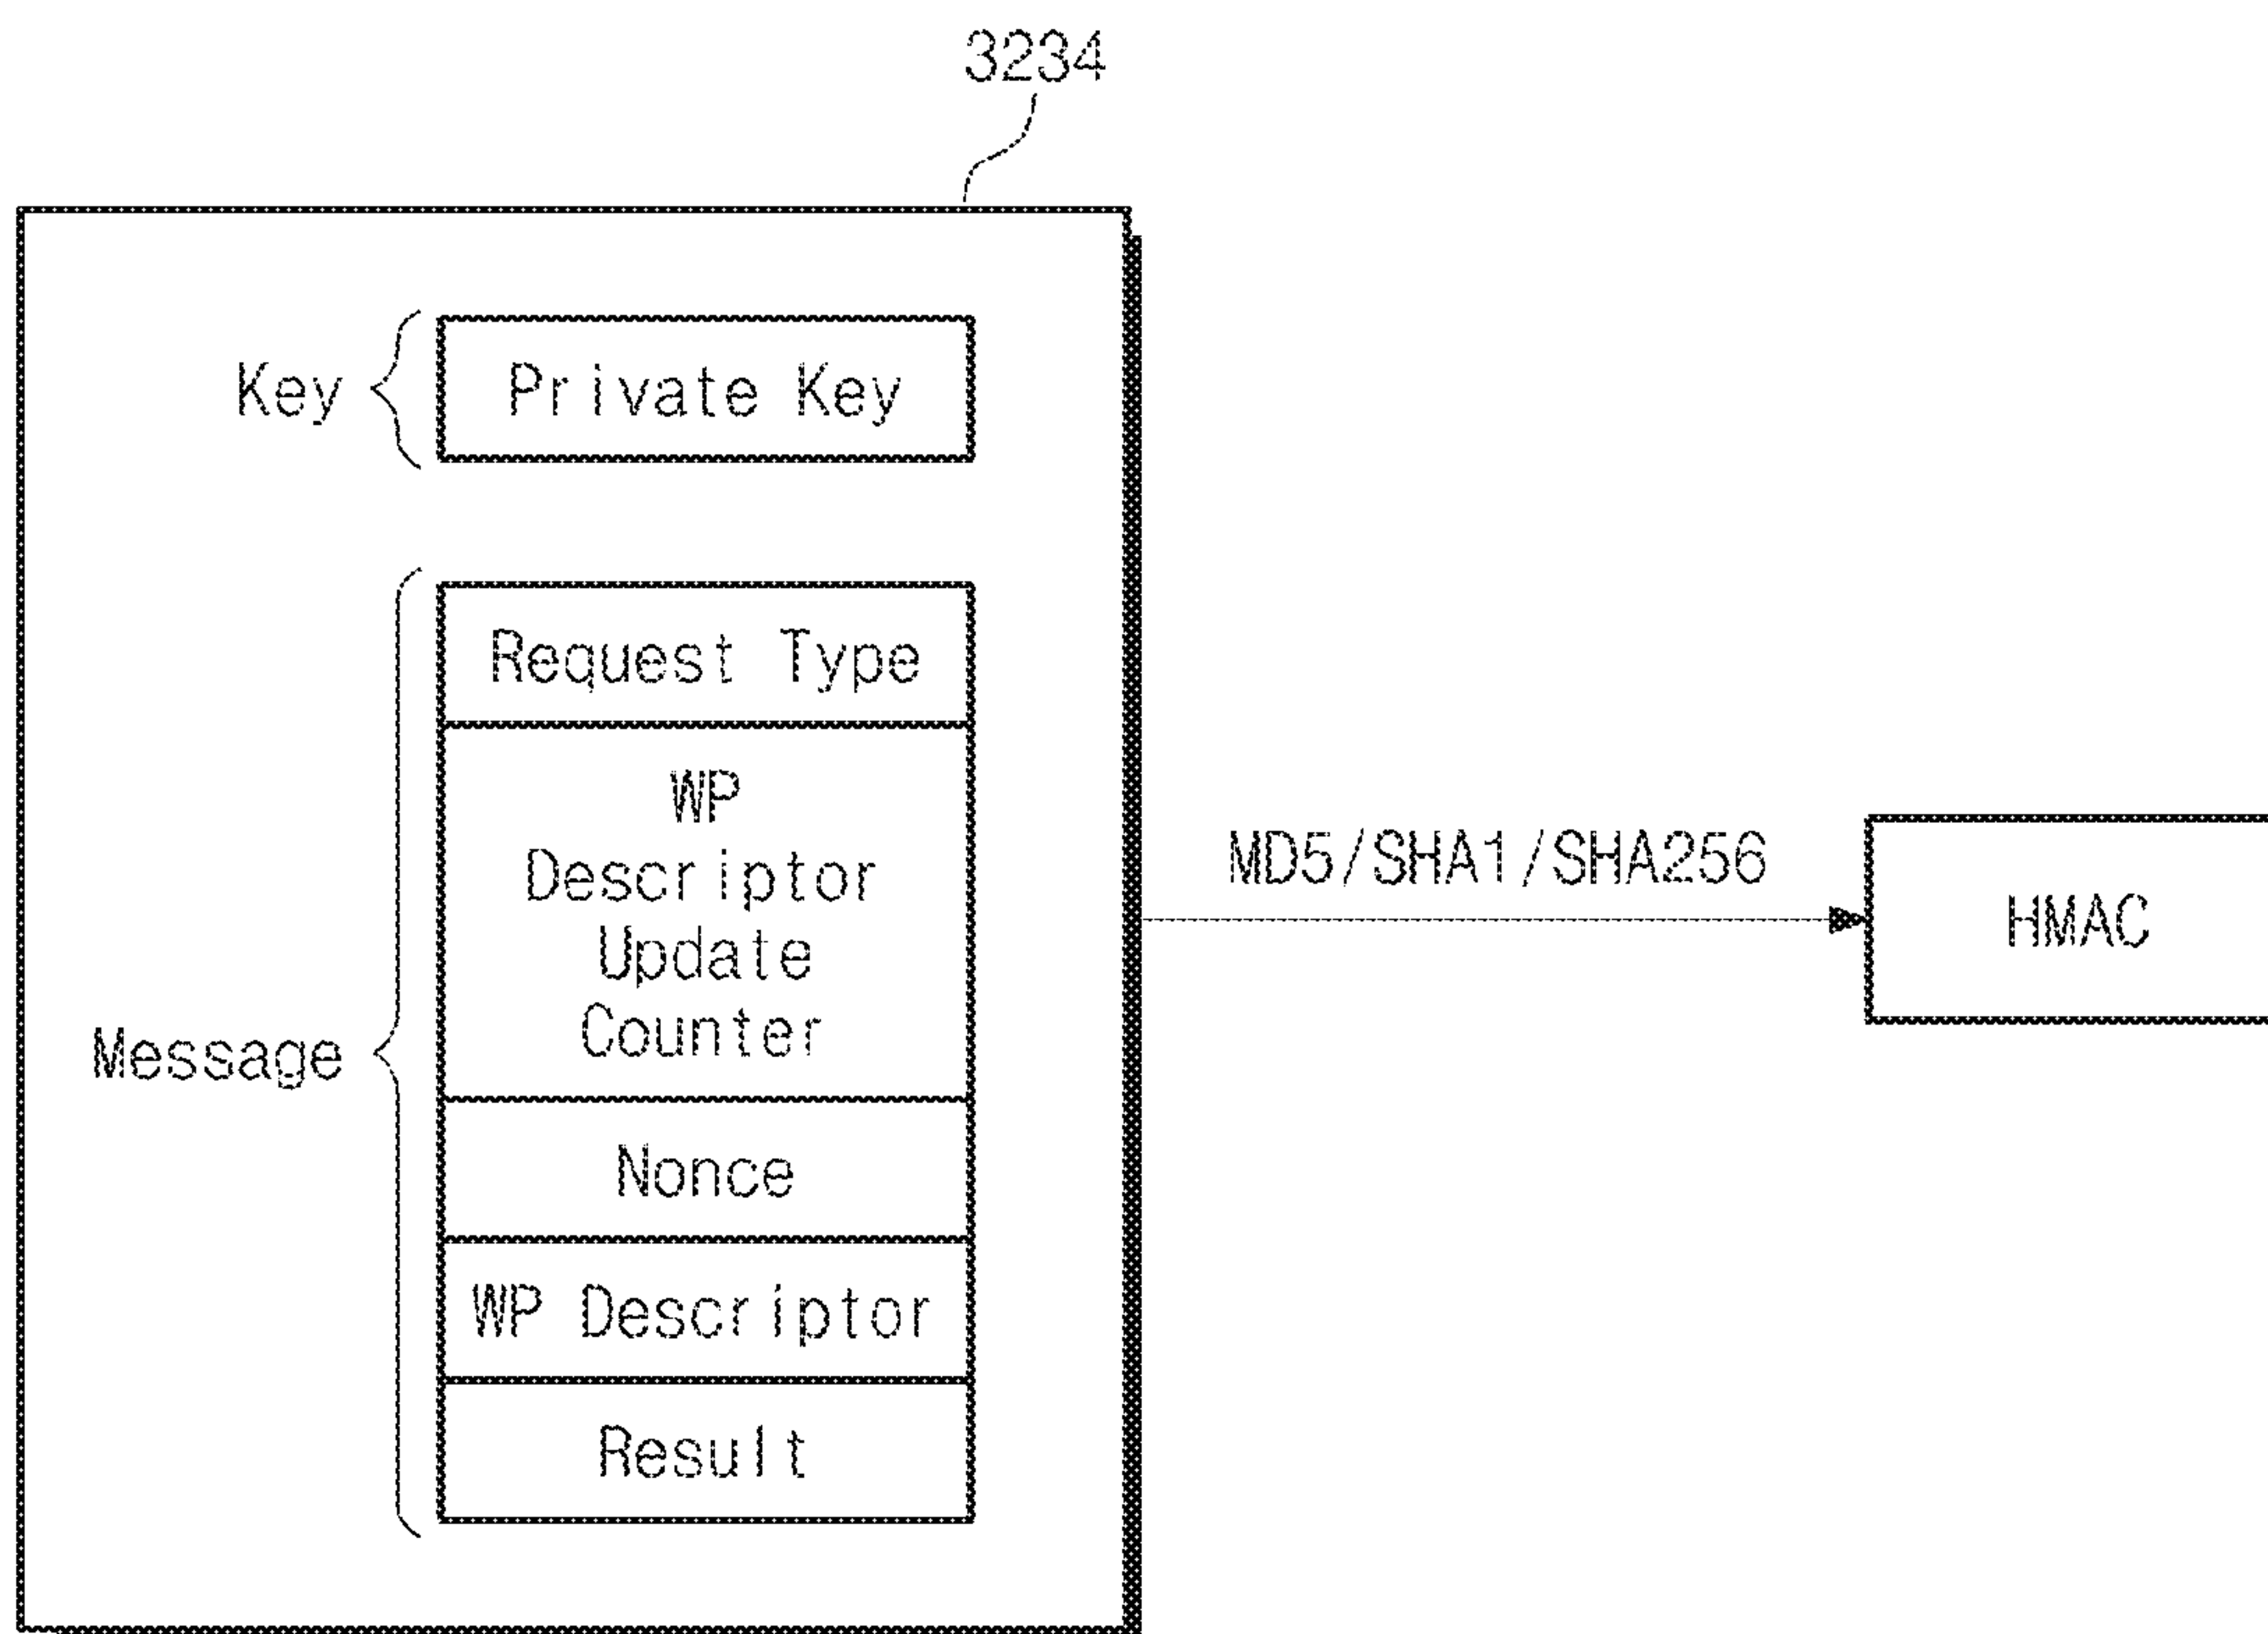 3234
Key
Private Key
Request Type
WP
Descriptor
Update
Counter
Message
Nonce
WP Descriptor
Result
MD5/SHA1/SHA256
HMAC